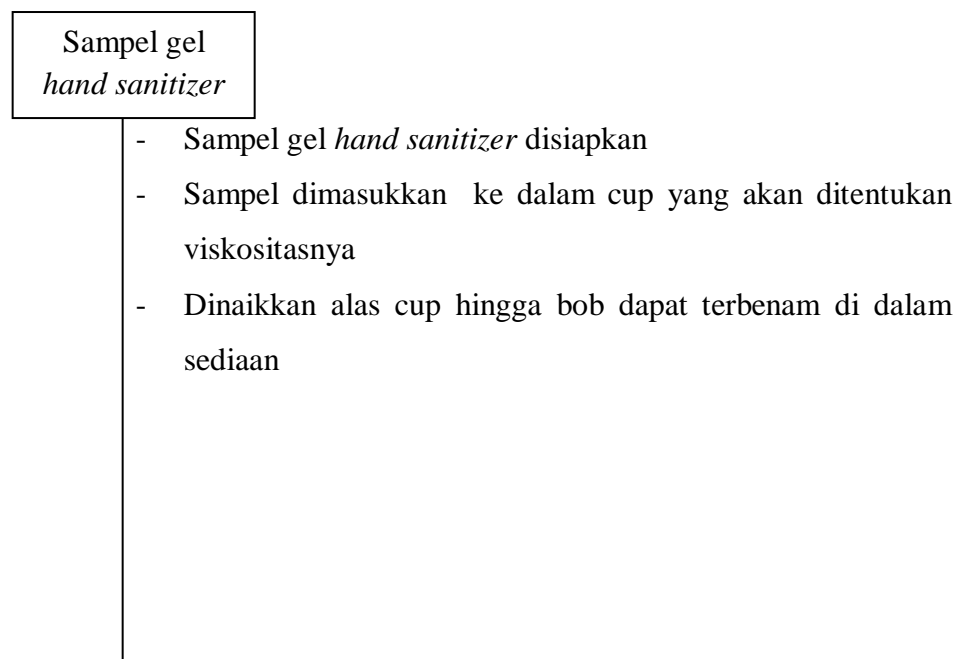 Sampel gel
hand sanitizer
- Sampel gel hand sanitizer disiapkan
- Sampel dimasukkan ke dalam cup yang akan ditentukan
viskositasnya
- Dinaikkan alas cup hingga bob dapat terbenam di dalam
sediaan